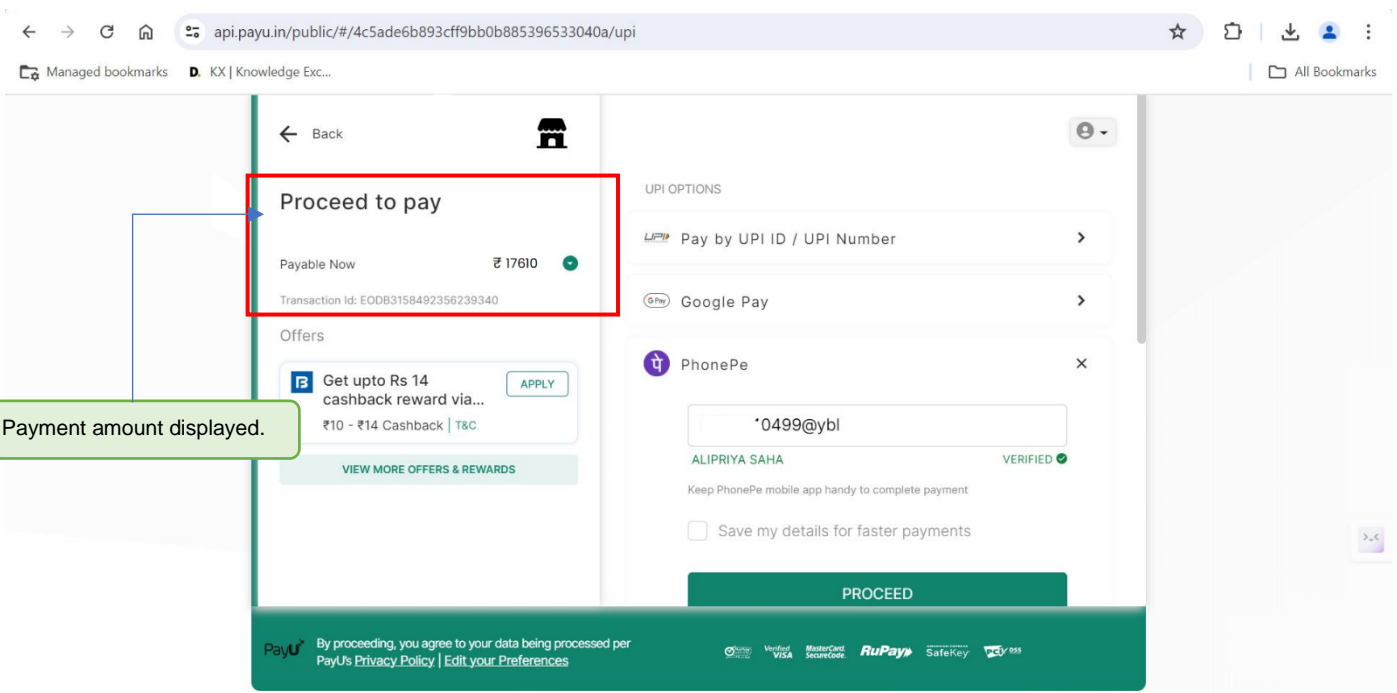 api.payu.in/public/#/4c5ade6b893cff9bb0b885396533040a/upi
Managed bookmarks
D. KX | Knowledge Exc...
All Bookmarks
Back
Proceed to pay
Payable Now ₹ 17610
Transaction Id: EODB3158492356239340
Offers
Get upto Rs 14
cashback reward via...
APPLY
₹10 - ₹14 Cashback | T&C
VIEW MORE OFFERS & REWARDS
Payment amount displayed.
UPI OPTIONS
UPI Pay by UPI ID / UPI Number
G Pay Google Pay
पे PhonePe
0499@ybl
ALIPRIYA SAHA VERIFIED
Keep PhonePe mobile app handy to complete payment
Save my details for faster payments
PROCEED
PayU
By proceeding, you agree to your data being processed per
PayU's Privacy Policy | Edit your Preferences
Verified
VISA
MasterCard.
SecureCode.
RuPay
SafeKey
PCI DSS